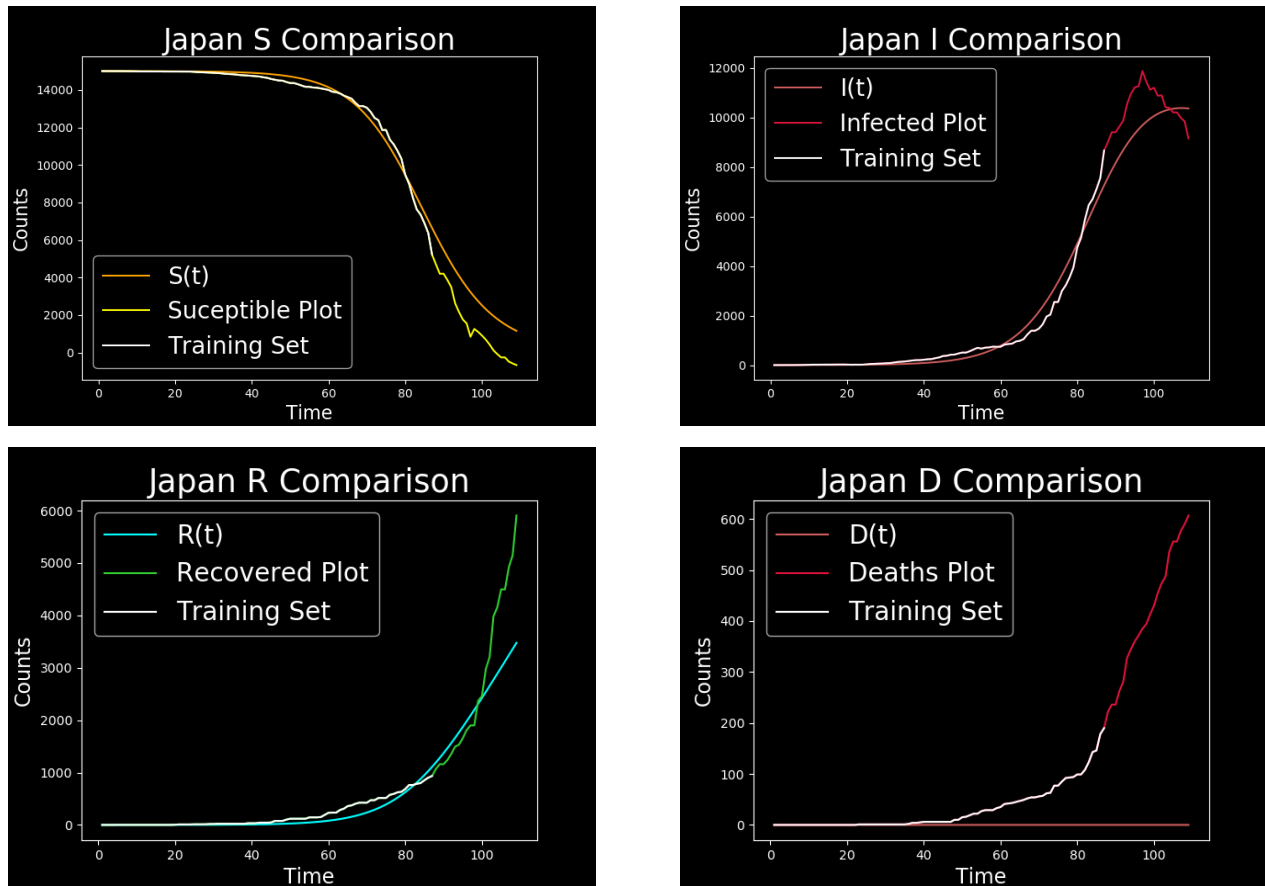 Japan S Comparison
14000
12000
10000
8000
6000
4000
2000
0
Counts
S(t)
Suceptible Plot
Training Set
0 20 40 60 80 100
Time
Japan I Comparison
12000
10000
8000
6000
4000
2000
0
Counts
I(t)
Infected Plot
Training Set
0 20 40 60 80 100
Time
Japan R Comparison
6000
5000
4000
3000
2000
1000
0
Counts
R(t)
Recovered Plot
Training Set
0 20 40 60 80 100
Time
Japan D Comparison
600
500
400
300
200
100
0
Counts
D(t)
Deaths Plot
Training Set
0 20 40 60 80 100
Time